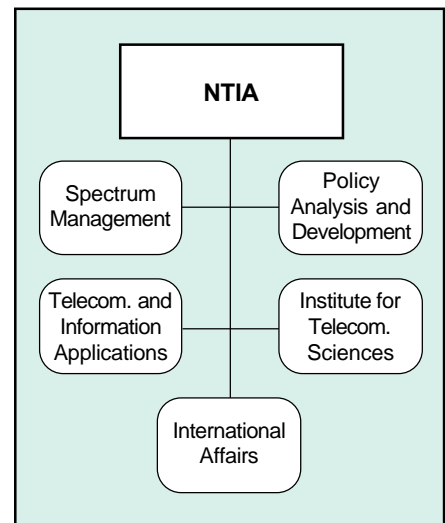 NTIA
Spectrum
Management
Policy
Analysis and
Development
Telecom. and
Information
Applications
Institute for
Telecom.
Sciences
International
Affairs